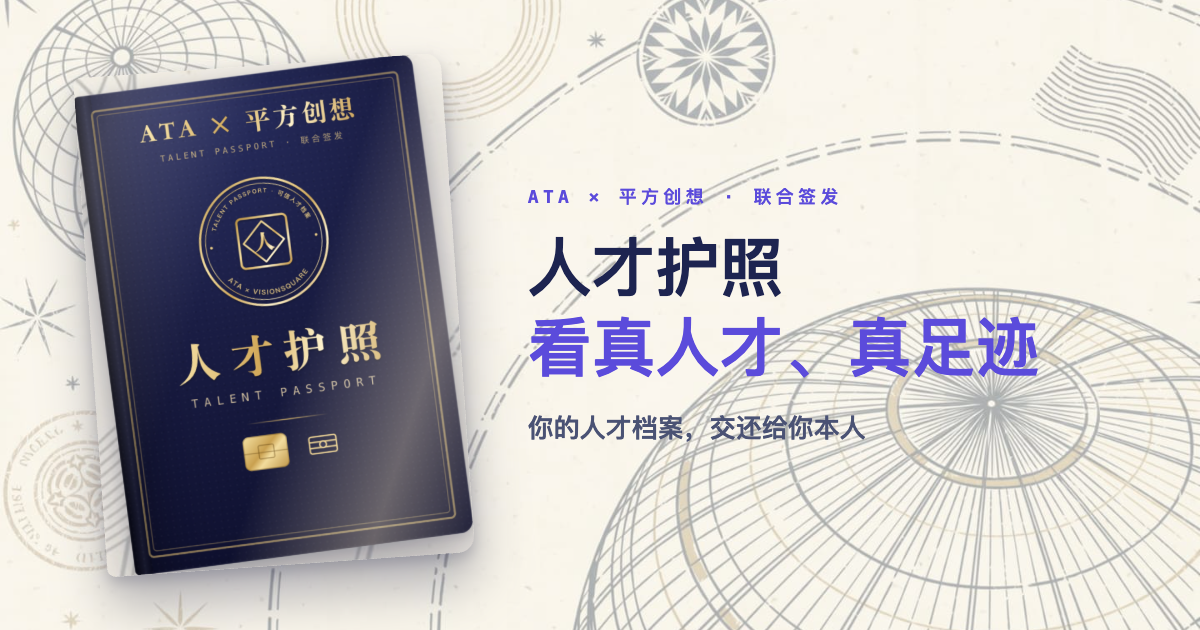 ATA × 平方创想
TALENT PASSPORT · 联合签发
TALENT PASSPORT · 可信人才档案
人
ATA × VISIONSQUARE
人才护照
TALENT PASSPORT
ATA × 平方创想 · 联合签发
人才护照
看真人才、真足迹
你的人才档案，交还给你本人